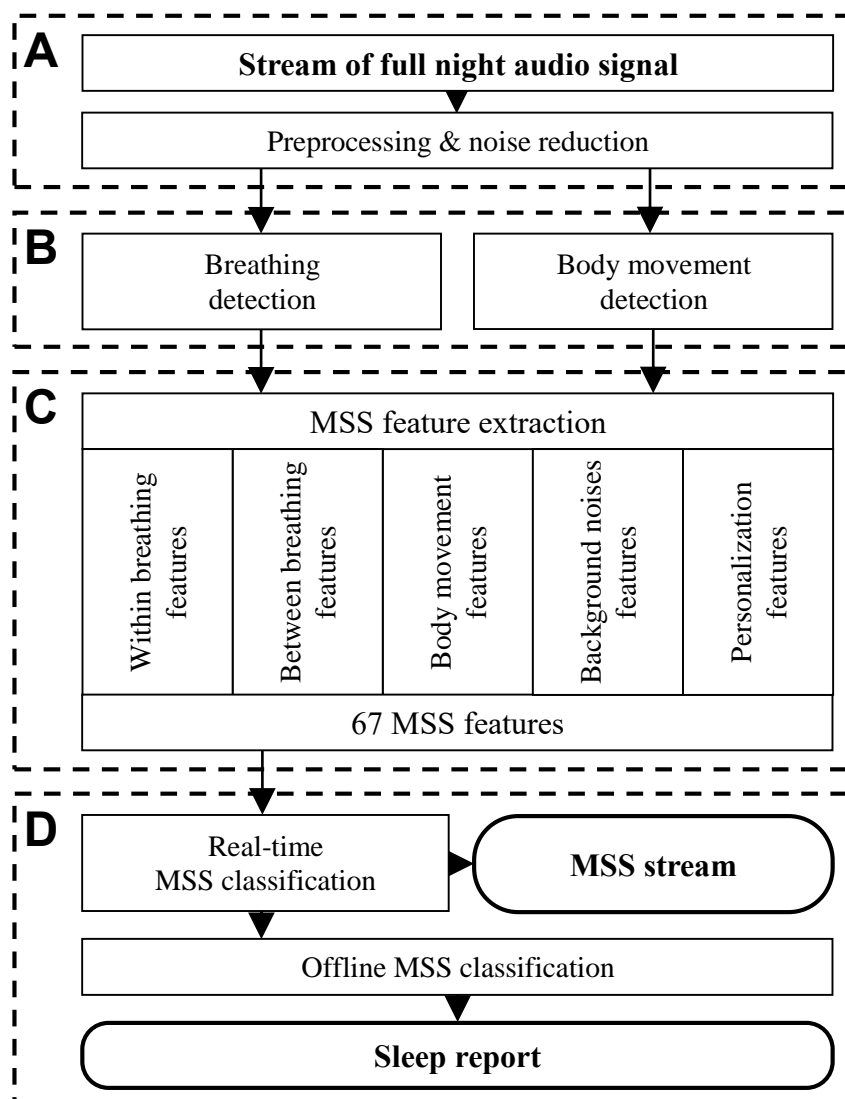 A
Stream of full night audio signal
Preprocessing & noise reduction
B
Breathing
detection
Body movement
detection
C
MSS feature extraction
Within breathing
features
Between breathing
features
Body movement
features
Background noises
features
Personalization
features
67 MSS features
D
Real-time
MSS classification
MSS stream
Offline MSS classification
Sleep report